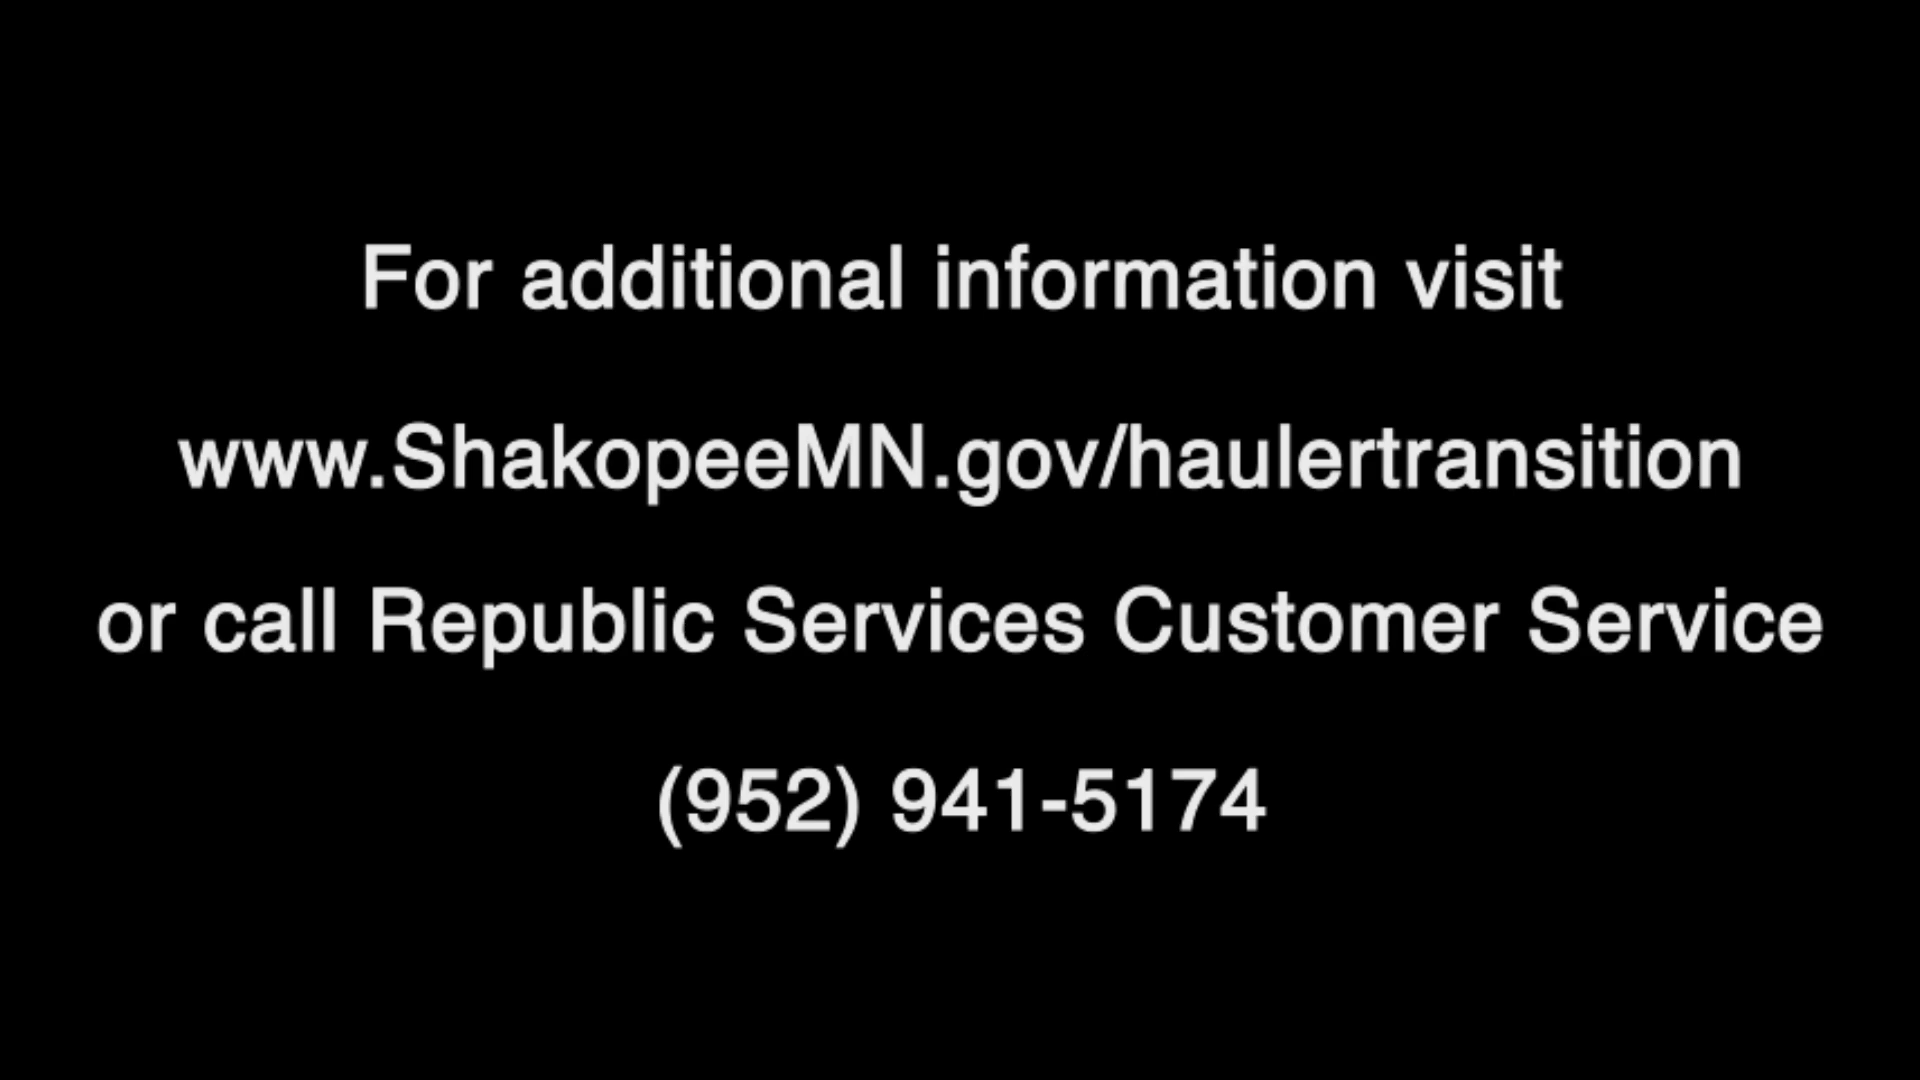 For additional information visit
www.ShakopeeMN.gov/haulertransition
or call Republic Services Customer Service
(952) 941-5174